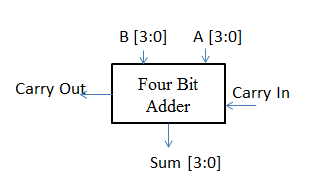 B [3:0] A [3:0]
Carry Out
Four Bit
Adder
Carry In
Sum [3:0]